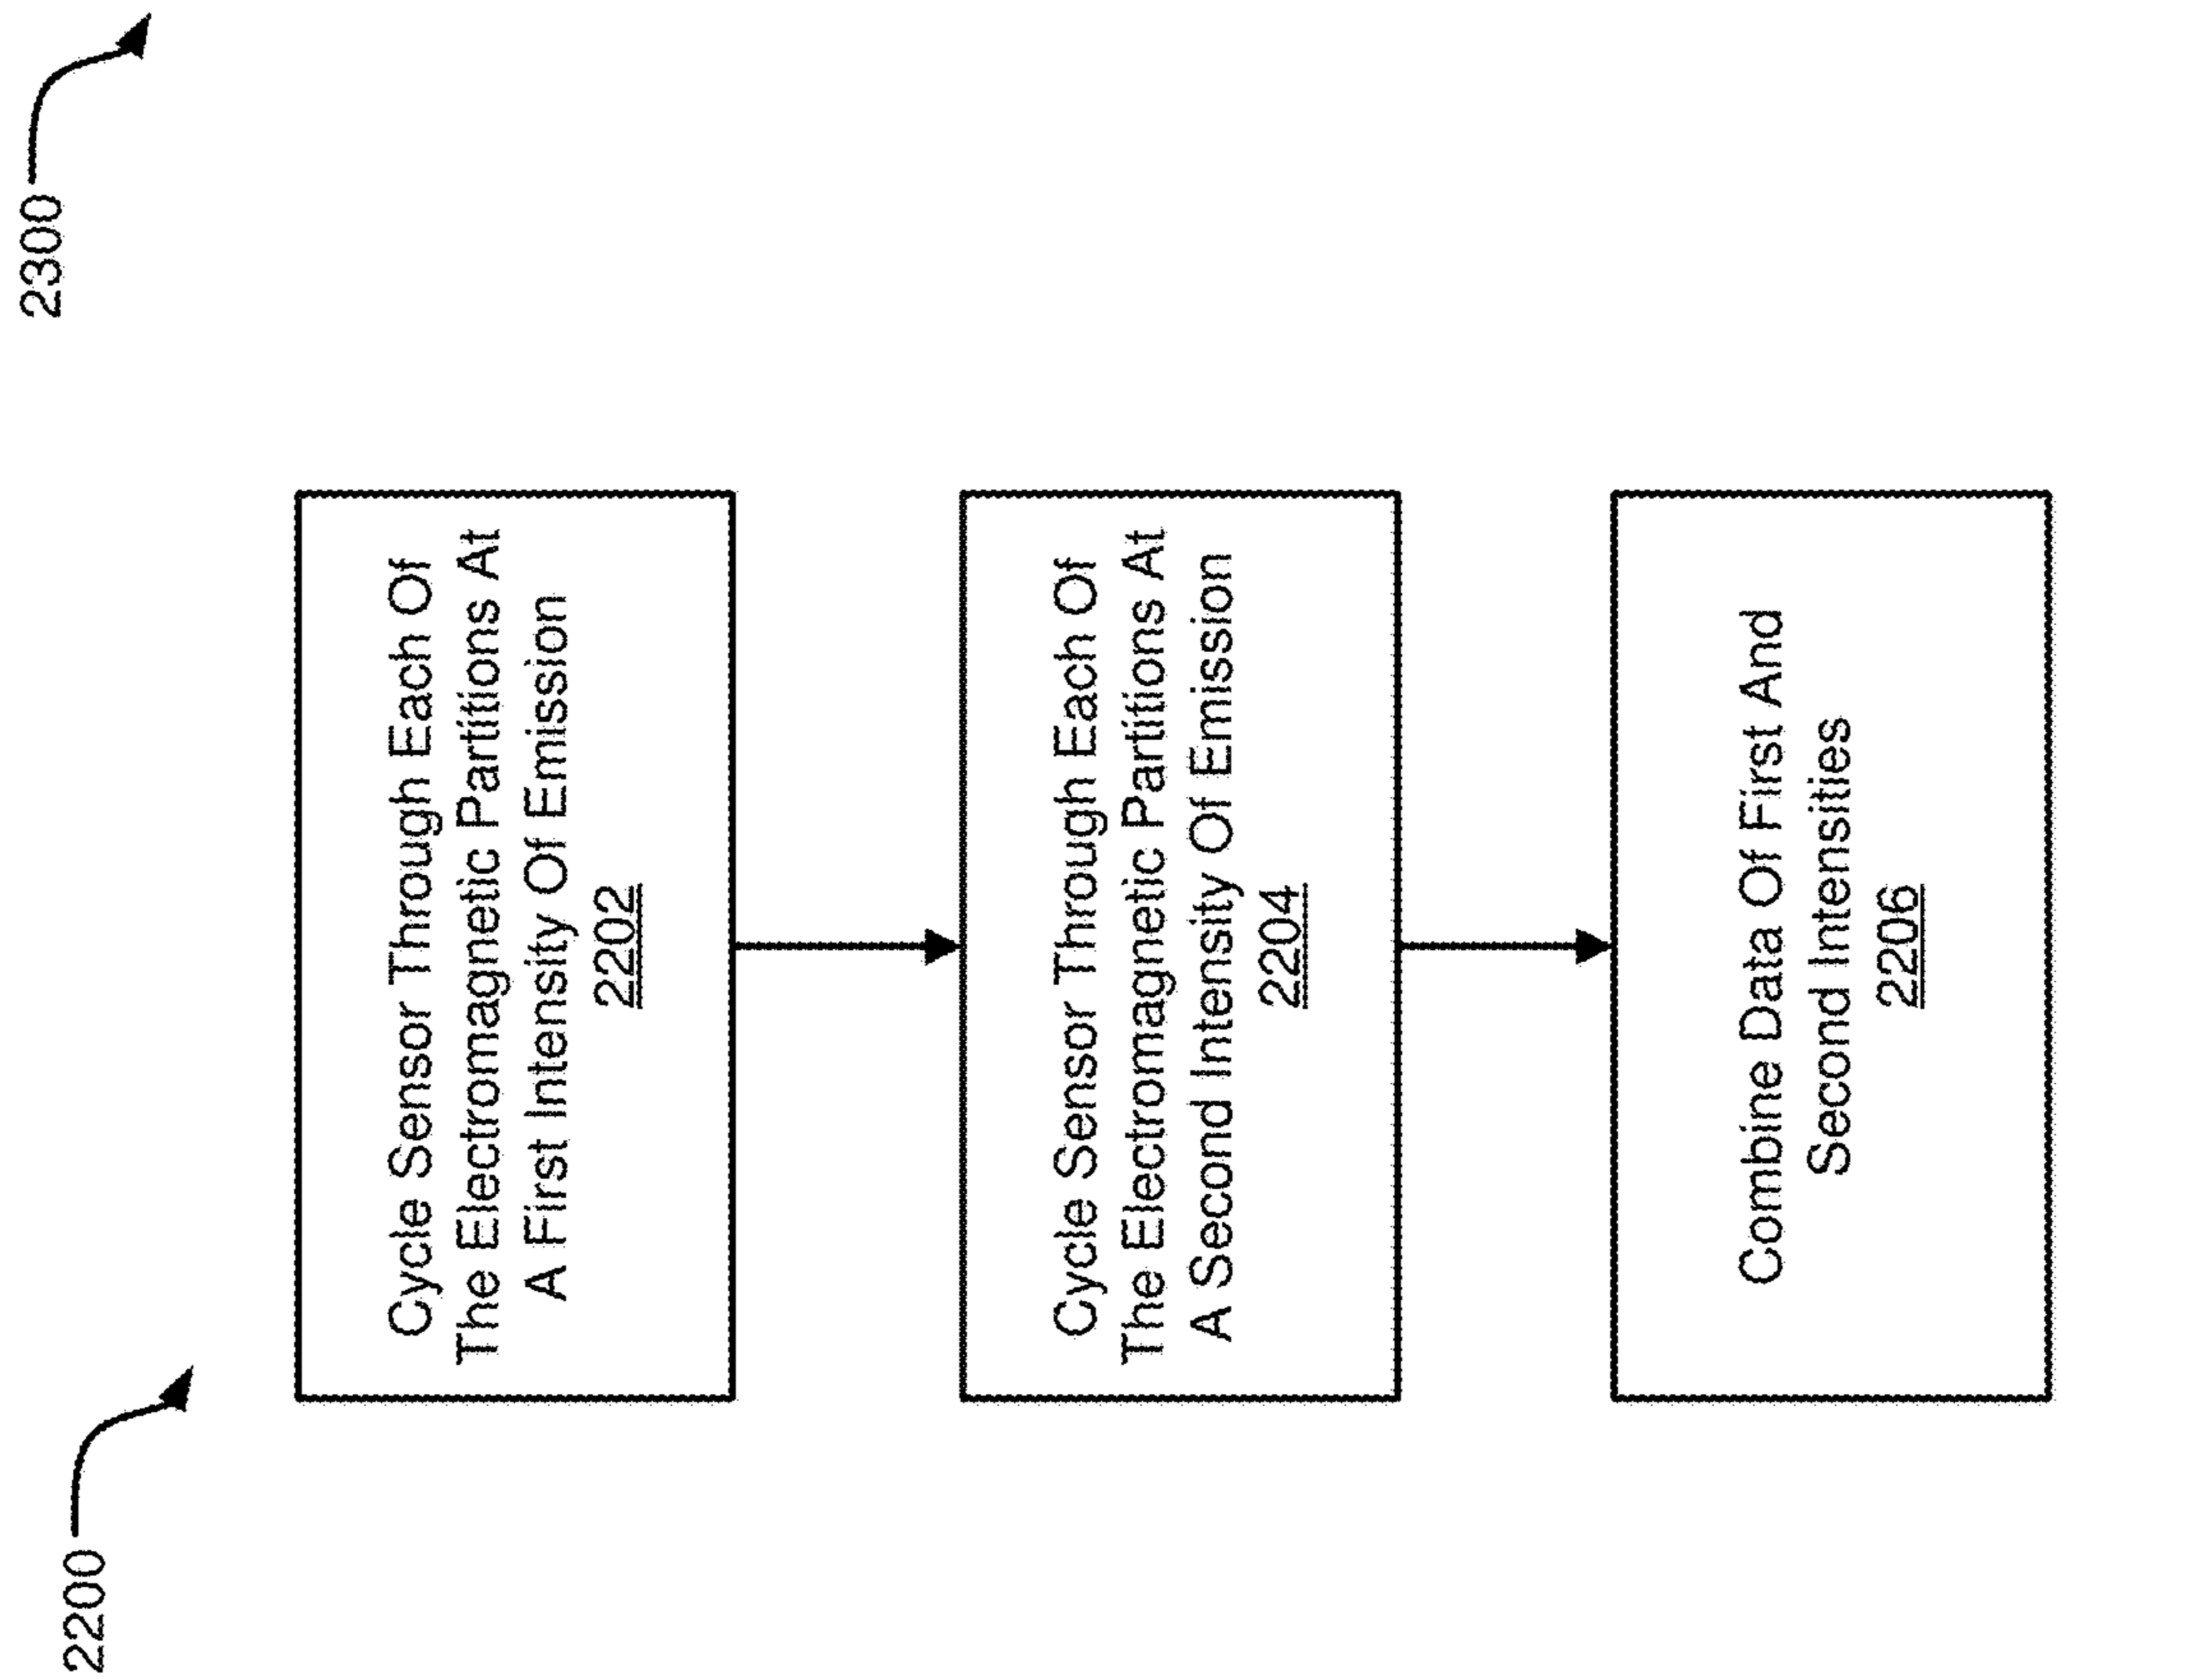 2200
Cycle Sensor Through Each Of
The Electromagnetic Partitions At
A First Intensity Of Emission
2202
Cycle Sensor Through Each Of
The Electromagnetic Partitions At
A Second Intensity Of Emission
2204
Combine Data Of First And
Second Intensities
2206
2300